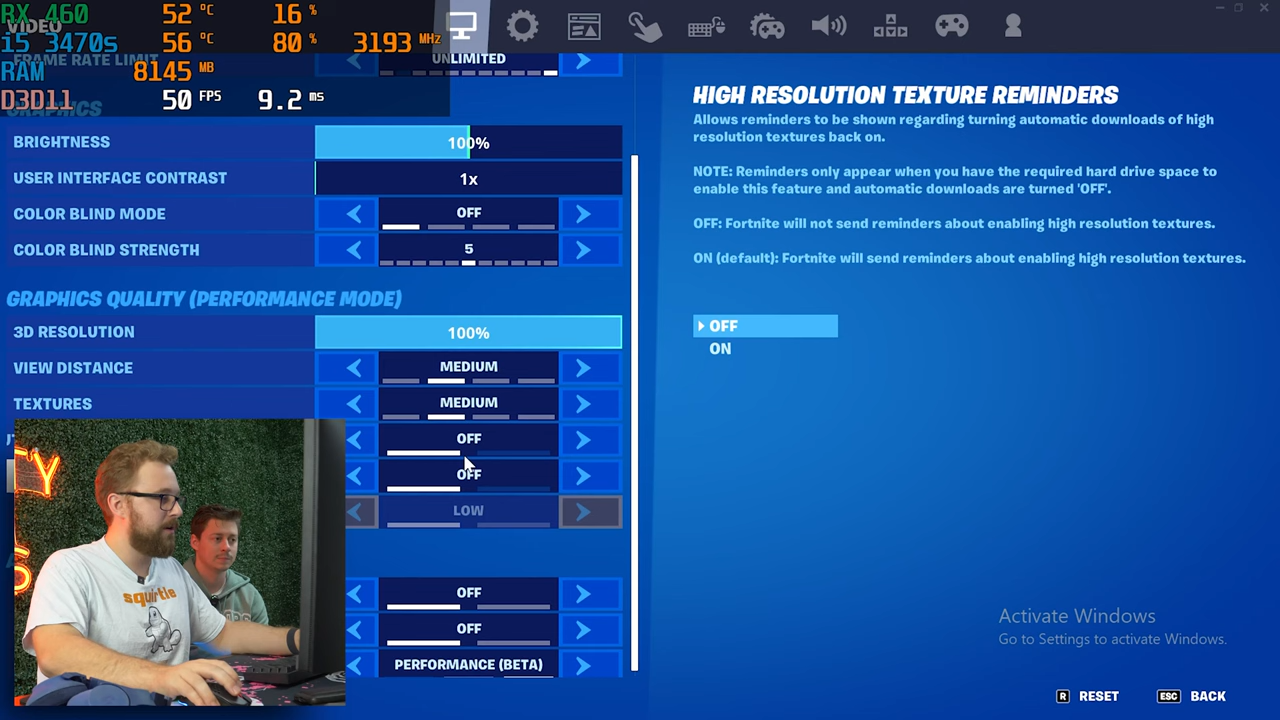 RX 460 52 °C 16 %
VIDEO
i5 3470s 56 °C 80 % 3193 MHz
FRAME RATE LIMIT UNLIMITED
RAM 8145 MB
D3D11 50 FPS 9.2 ms
GRAPHICS
BRIGHTNESS 100%
USER INTERFACE CONTRAST 1x
COLOR BLIND MODE OFF
COLOR BLIND STRENGTH 5
GRAPHICS QUALITY (PERFORMANCE MODE)
3D RESOLUTION 100%
VIEW DISTANCE MEDIUM
TEXTURES MEDIUM
OFF
OFF
LOW
OFF
OFF
PERFORMANCE (BETA)
HIGH RESOLUTION TEXTURE REMINDERS
Allows reminders to be shown regarding turning automatic downloads of high
resolution textures back on.
NOTE: Reminders only appear when you have the required hard drive space to
enable this feature and automatic downloads are turned 'OFF'.
OFF: Fortnite will not send reminders about enabling high resolution textures.
ON (default): Fortnite will send reminders about enabling high resolution textures.
OFF
ON
squirtle
Activate Windows
Go to Settings to activate Windows.
R RESET ESC BACK